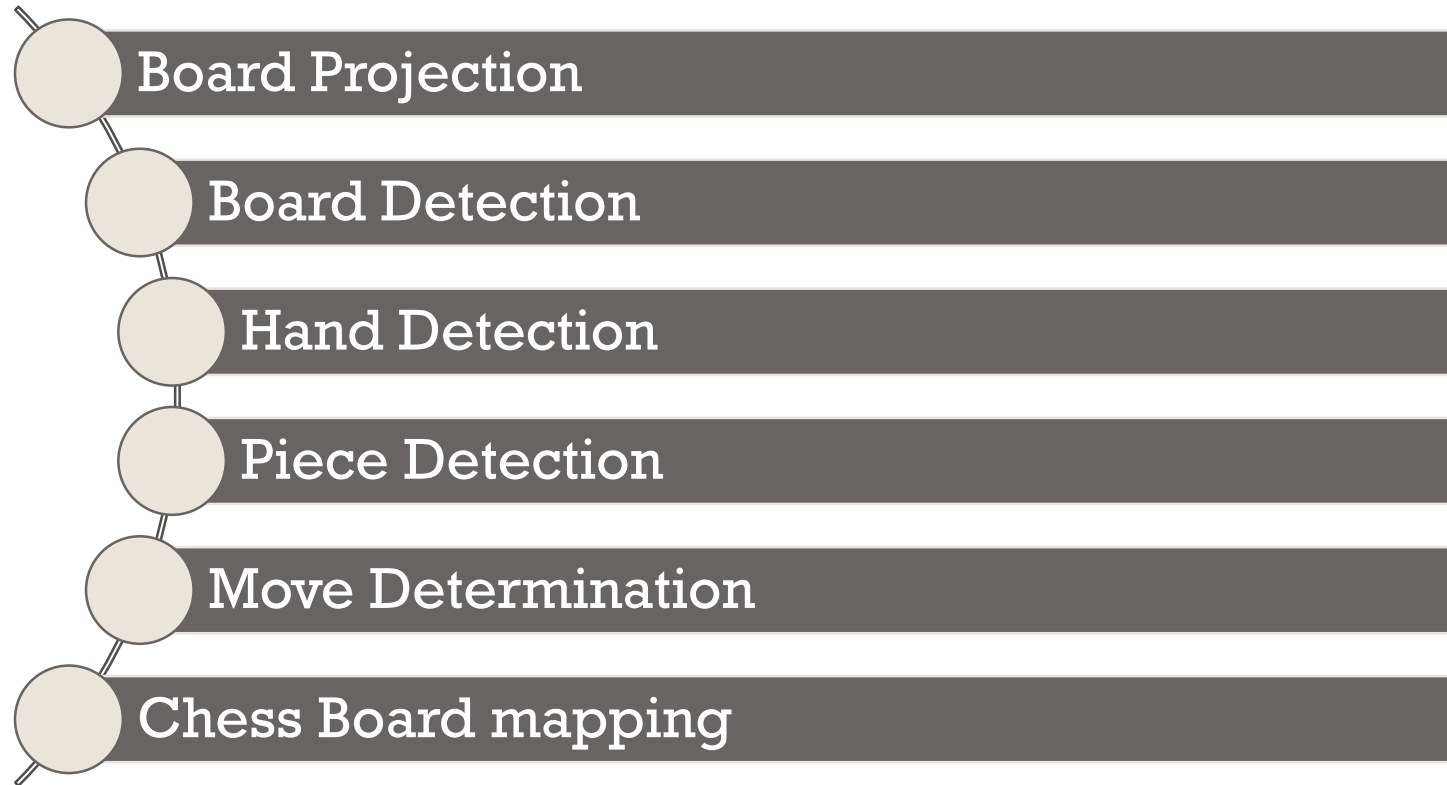 Board Projection
Board Detection
Hand Detection
Piece Detection
Move Determination
Chess Board mapping